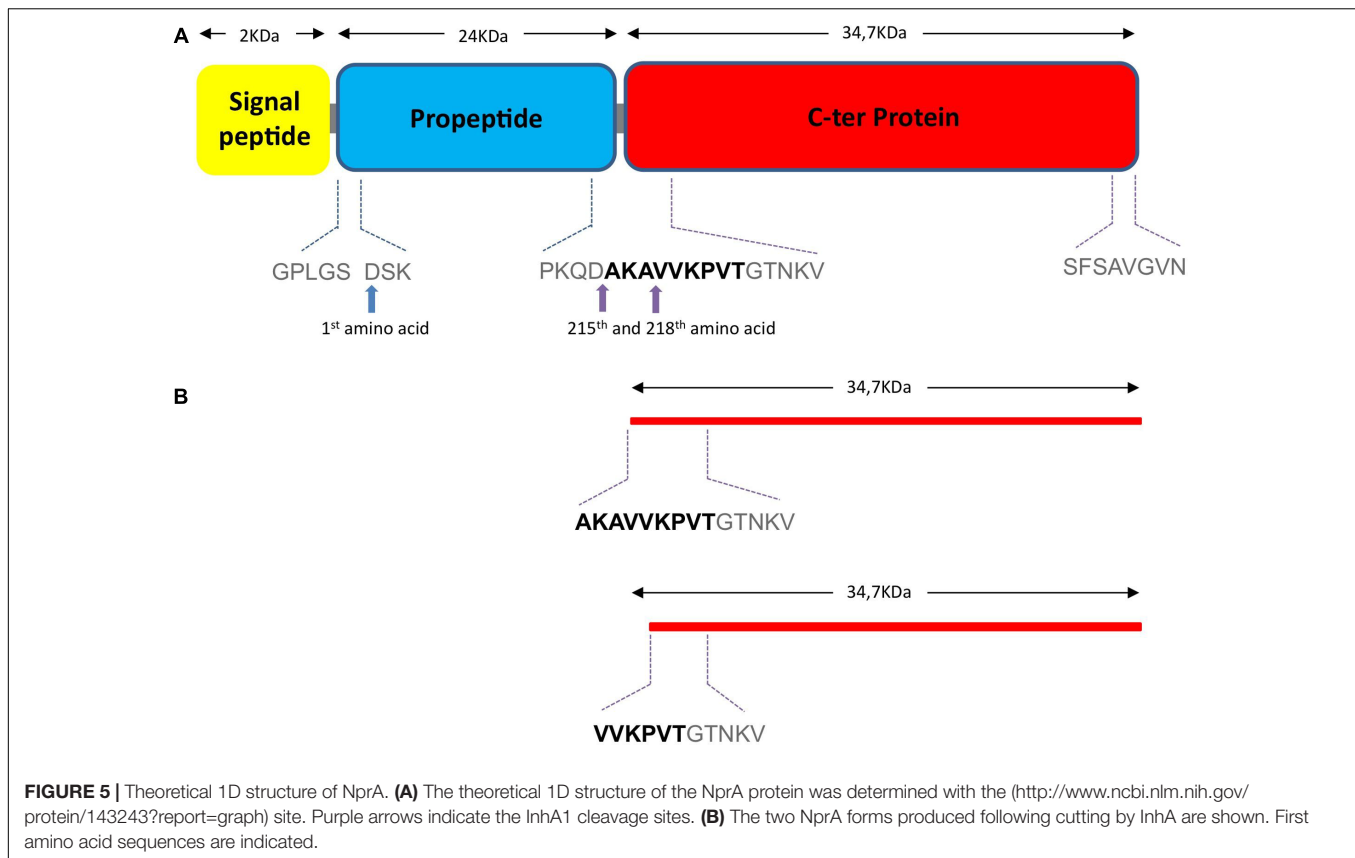 A
2KDa
24KDa
34,7KDa
Signal
peptide
Propeptide
C-ter Protein
GPLGS DSK
PKQDAKAVVKPVTGTNKV
SFSAVGVN
1st amino acid
215th and 218th amino acid
B
34,7KDa
AKAVVKPVTGTNKV
34,7KDa
VVKPVTGTNKV
FIGURE 5 | Theoretical 1D structure of NprA. (A) The theoretical 1D structure of the NprA protein was determined with the (http://www.ncbi.nlm.nih.gov/
protein/143243?report=graph) site. Purple arrows indicate the InhA1 cleavage sites. (B) The two NprA forms produced following cutting by InhA are shown. First
amino acid sequences are indicated.